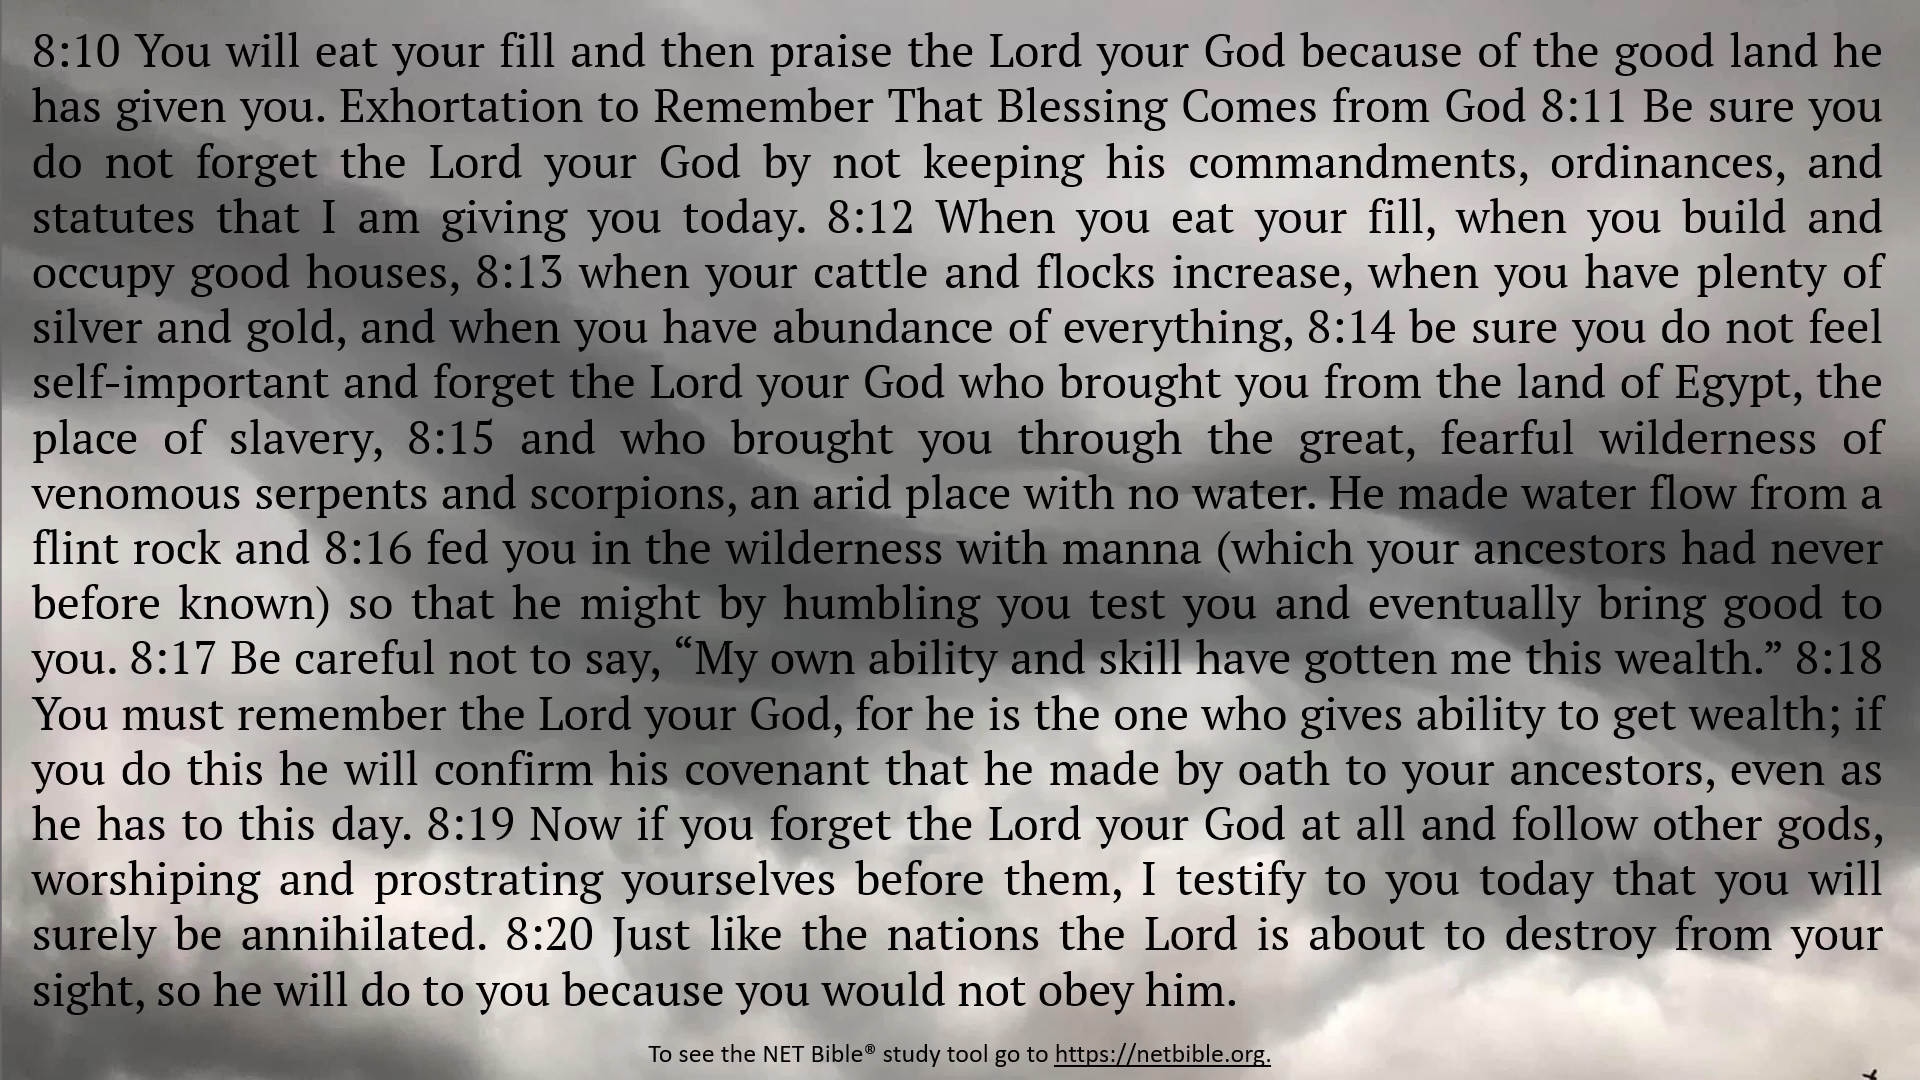 8:10 You will eat your fill and then praise the Lord your God because of the good land he
has given you. Exhortation to Remember That Blessing Comes from God 8:11 Be sure you
do not forget the Lord your God by not keeping his commandments, ordinances, and
statutes that I am giving you today. 8:12 When you eat your fill, when you build and
occupy good houses, 8:13 when your cattle and flocks increase, when you have plenty of
silver and gold, and when you have abundance of everything, 8:14 be sure you do not feel
self-important and forget the Lord your God who brought you from the land of Egypt, the
place of slavery, 8:15 and who brought you through the great, fearful wilderness of
venomous serpents and scorpions, an arid place with no water. He made water flow from a
flint rock and 8:16 fed you in the wilderness with manna (which your ancestors had never
before known) so that he might by humbling you test you and eventually bring good to
you. 8:17 Be careful not to say, “My own ability and skill have gotten me this wealth.” 8:18
You must remember the Lord your God, for he is the one who gives ability to get wealth; if
you do this he will confirm his covenant that he made by oath to your ancestors, even as
he has to this day. 8:19 Now if you forget the Lord your God at all and follow other gods,
worshiping and prostrating yourselves before them, I testify to you today that you will
surely be annihilated. 8:20 Just like the nations the Lord is about to destroy from your
sight, so he will do to you because you would not obey him.
To see the NET Bible® study tool go to https://netbible.org.